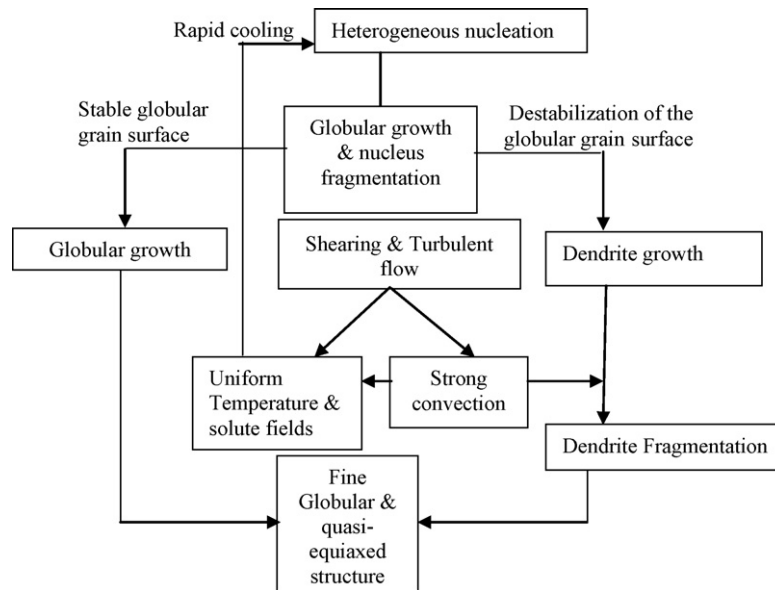 Rapid cooling
Heterogeneous nucleation
Stable globular
grain surface
Globular growth
& nucleus
fragmentation
Destabilization of the
globular grain surface
Globular growth
Shearing & Turbulent
flow
Dendrite growth
Uniform
Temperature &
solute fields
Strong
convection
Dendrite Fragmentation
Fine
Globular &
quasi-
equiaxed
structure